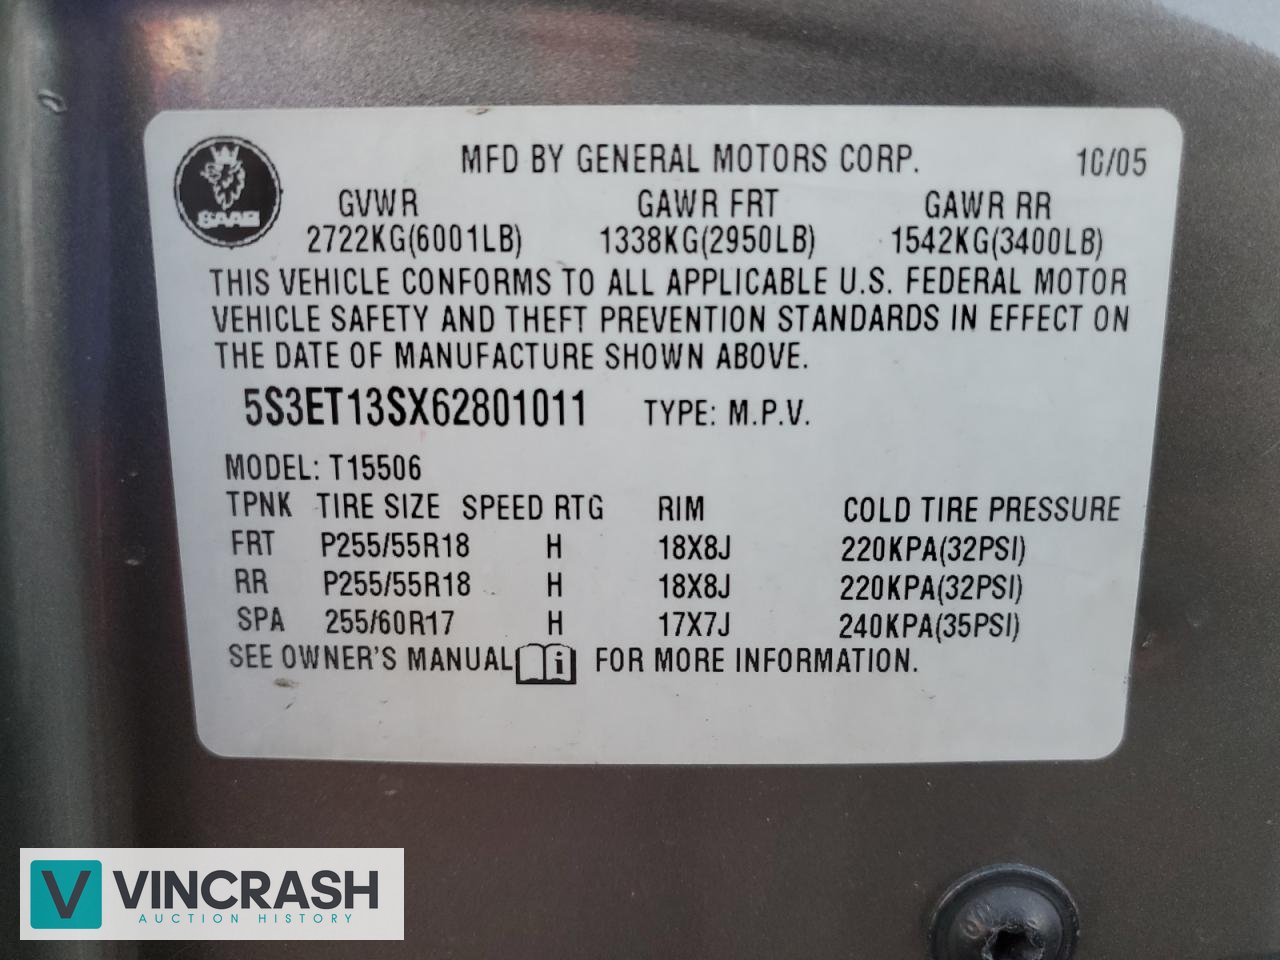 SAAB
MFD BY GENERAL MOTORS CORP. 10/05
GVWR GAWR FRT GAWR RR
2722KG(6001LB) 1338KG(2950LB) 1542KG(3400LB)
THIS VEHICLE CONFORMS TO ALL APPLICABLE U.S. FEDERAL MOTOR
VEHICLE SAFETY AND THEFT PREVENTION STANDARDS IN EFFECT ON
THE DATE OF MANUFACTURE SHOWN ABOVE.
5S3ET13SX62801011 TYPE: M.P.V.
MODEL: T15506
TPNK TIRE SIZE SPEED RTG RIM COLD TIRE PRESSURE
FRT P255/55R18 H 18X8J 220KPA(32PSI)
RR P255/55R18 H 18X8J 220KPA(32PSI)
SPA 255/60R17 H 17X7J 240KPA(35PSI)
SEE OWNER'S MANUAL i FOR MORE INFORMATION.
V VINCRASH
AUCTION HISTORY